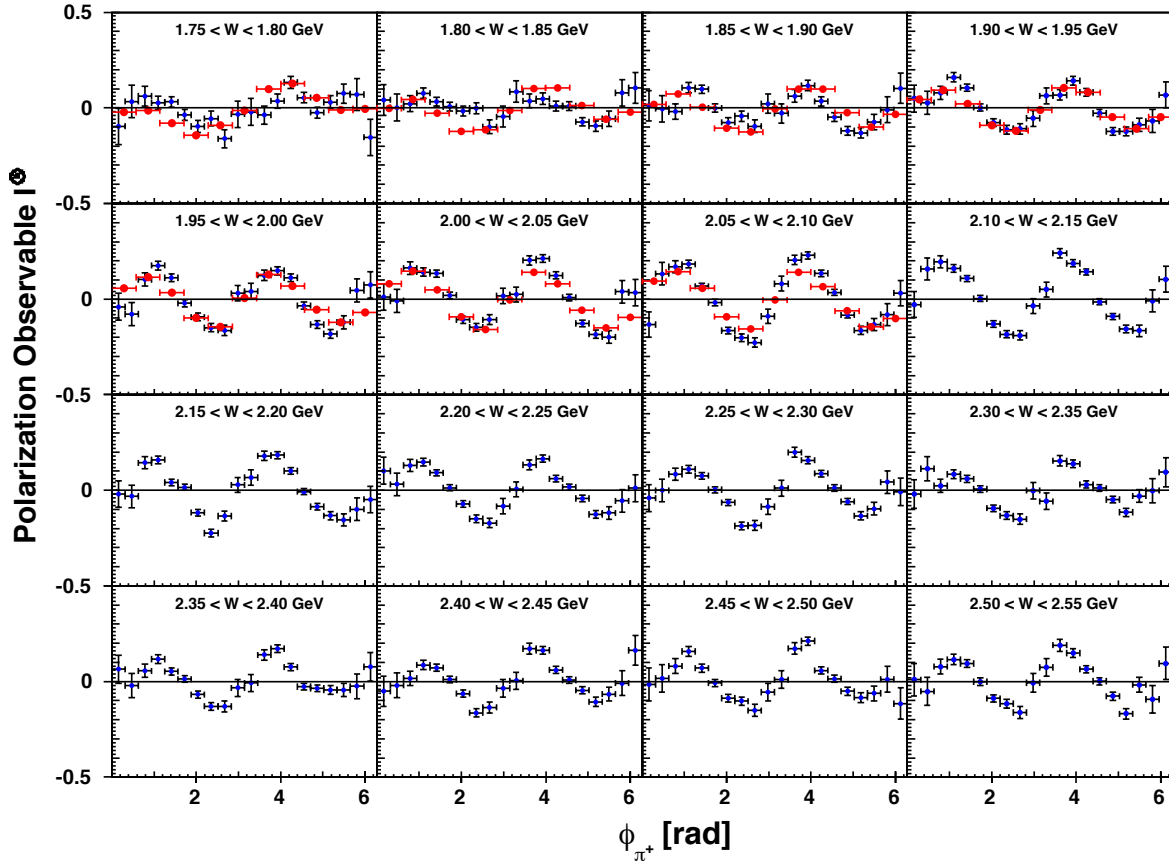 Polarization Observable I⊙
0.5
0
-0.5
0
-0.5
0
-0.5
0
-0.5
1.75 < W < 1.80 GeV
1.80 < W < 1.85 GeV
1.85 < W < 1.90 GeV
1.90 < W < 1.95 GeV
1.95 < W < 2.00 GeV
2.00 < W < 2.05 GeV
2.05 < W < 2.10 GeV
2.10 < W < 2.15 GeV
2.15 < W < 2.20 GeV
2.20 < W < 2.25 GeV
2.25 < W < 2.30 GeV
2.30 < W < 2.35 GeV
2.35 < W < 2.40 GeV
2.40 < W < 2.45 GeV
2.45 < W < 2.50 GeV
2.50 < W < 2.55 GeV
2 4 6 2 4 6 2 4 6 2 4 6
ϕπ+ [rad]